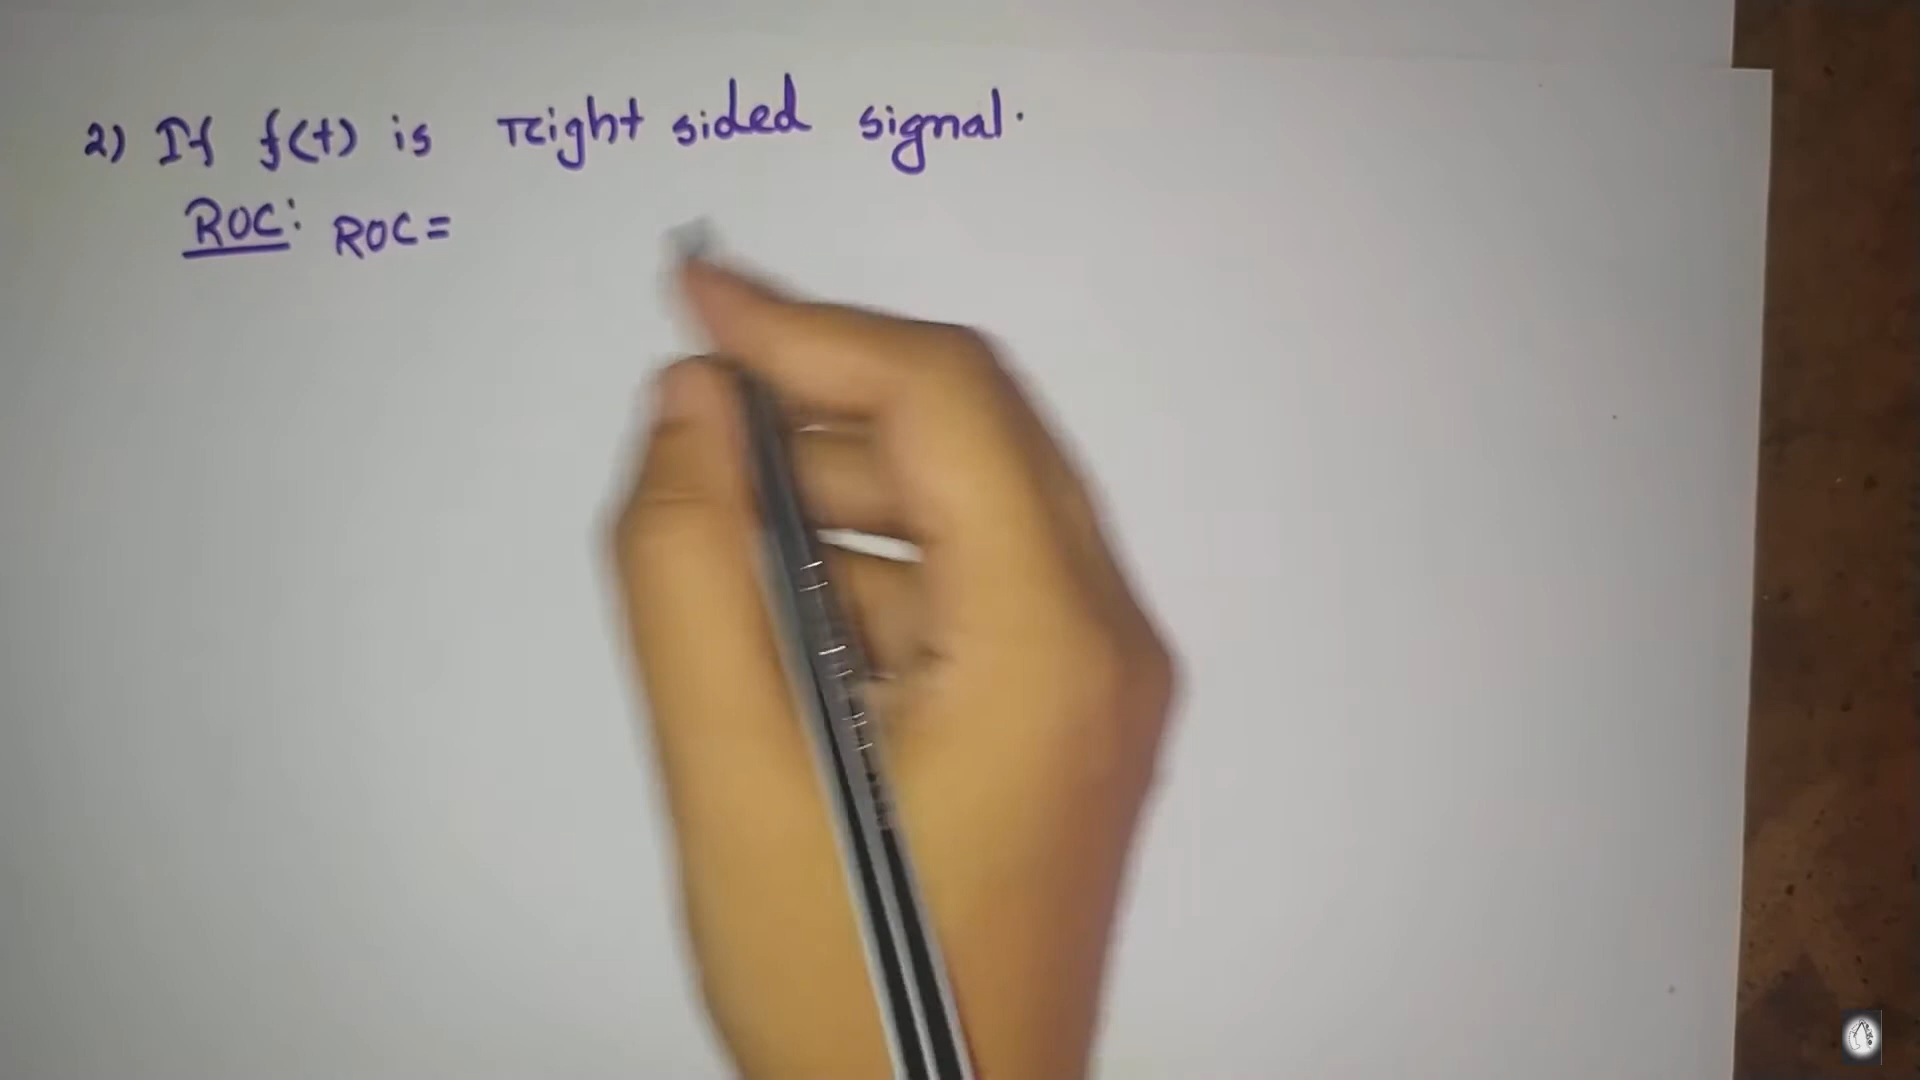 2) If f(t) is right sided signal.
ROC: ROC =